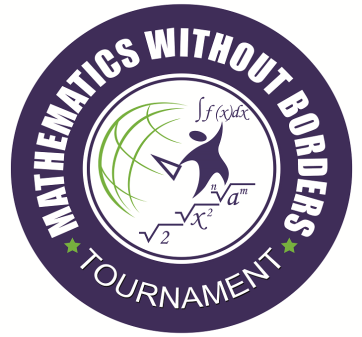 MATHEMATICS WITHOUT BORDERS
∫f(x)dx
ⁿ√aᵐ
√x²
√2
TOURNAMENT